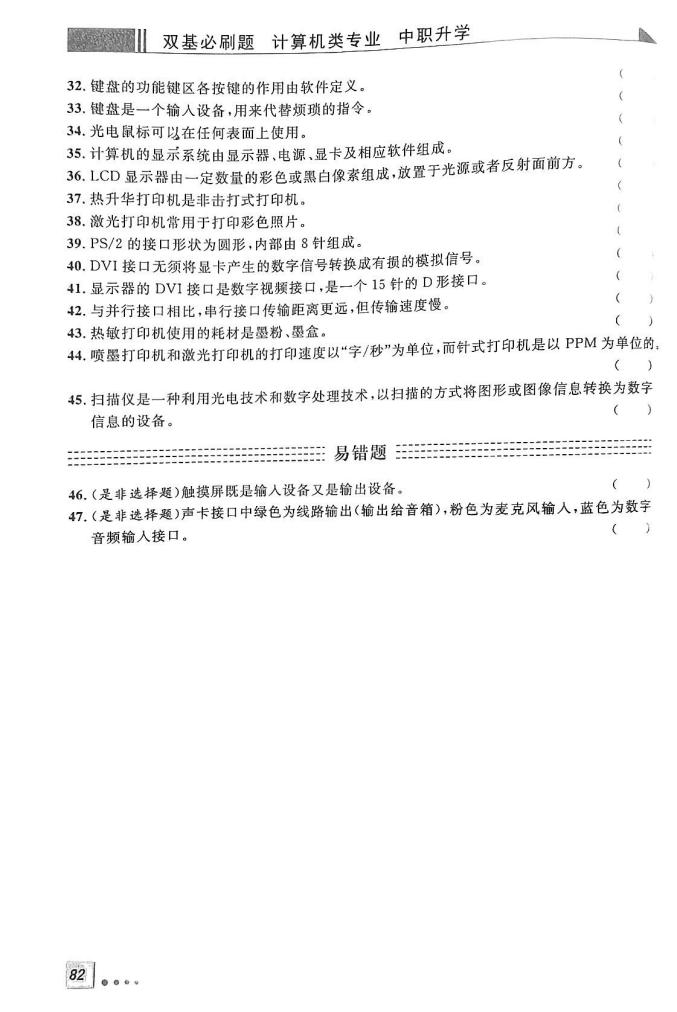 双基必刷题 计算机类专业 中职升学
32. 键盘的功能键区各按键的作用由软件定义。 (
33. 键盘是一个输入设备,用来代替烦琐的指令。 (
34. 光电鼠标可以在任何表面上使用。 (
35. 计算机的显示系统由显示器、电源、显卡及相应软件组成。 (
36. LCD 显示器由一定数量的彩色或黑白像素组成,放置于光源或者反射面前方。 (
37. 热升华打印机是非击打式打印机。 (
38. 激光打印机常用于打印彩色照片。 (
39. PS/2 的接口形状为圆形,内部由 8 针组成。 (
40. DVI 接口无须将显卡产生的数字信号转换成有损的模拟信号。 (
41. 显示器的 DVI 接口是数字视频接口,是一个 15 针的 D 形接口。 (
42. 与并行接口相比,串行接口传输距离更远,但传输速度慢。 ( )
43. 热敏打印机使用的耗材是墨粉、墨盒。 ( )
44. 喷墨打印机和激光打印机的打印速度以“字/秒”为单位,而针式打印机是以 PPM 为单位的。
( )
45. 扫描仪是一种利用光电技术和数字处理技术,以扫描的方式将图形或图像信息转换为数字
信息的设备。 ( )
易错题
46. (是非选择题)触摸屏既是输入设备又是输出设备。 ( )
47. (是非选择题)声卡接口中绿色为线路输出(输出给音箱),粉色为麦克风输入,蓝色为数字
音频输入接口。 ( )
82